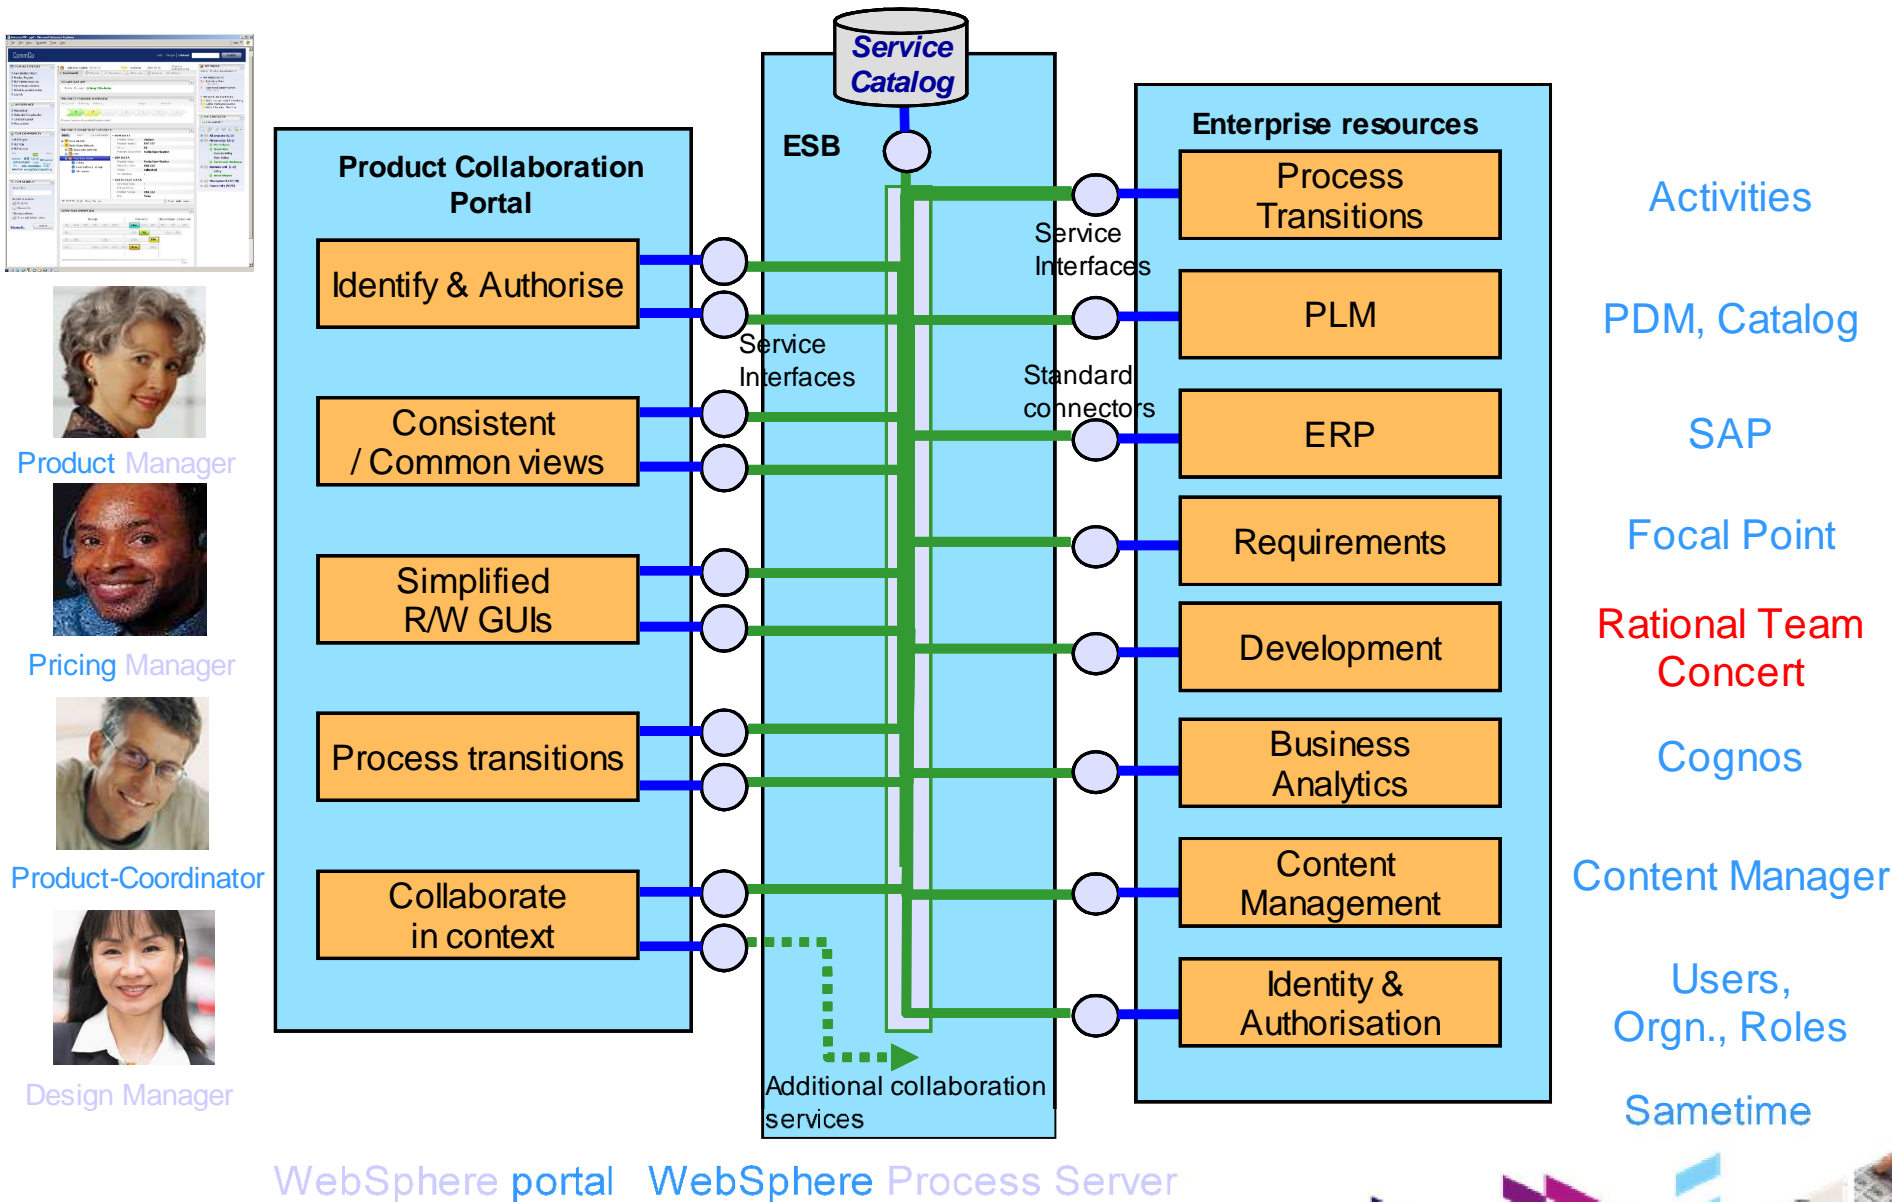 CommCo
Product Manager
Pricing Manager
Product-Coordinator
Design Manager
Product Collaboration
Portal
Identify & Authorise
Consistent
/ Common views
Simplified
R/W GUIs
Process transitions
Collaborate
in context
Service
Catalog
ESB
Service
Interfaces
Service
Interfaces
Standard
connectors
Additional collaboration
services
Enterprise resources
Process
Transitions
PLM
ERP
Requirements
Development
Business
Analytics
Content
Management
Identity &
Authorisation
Activities
PDM, Catalog
SAP
Focal Point
Rational Team
Concert
Cognos
Content Manager
Users,
Orgn., Roles
Sametime
WebSphere portal WebSphere Process Server